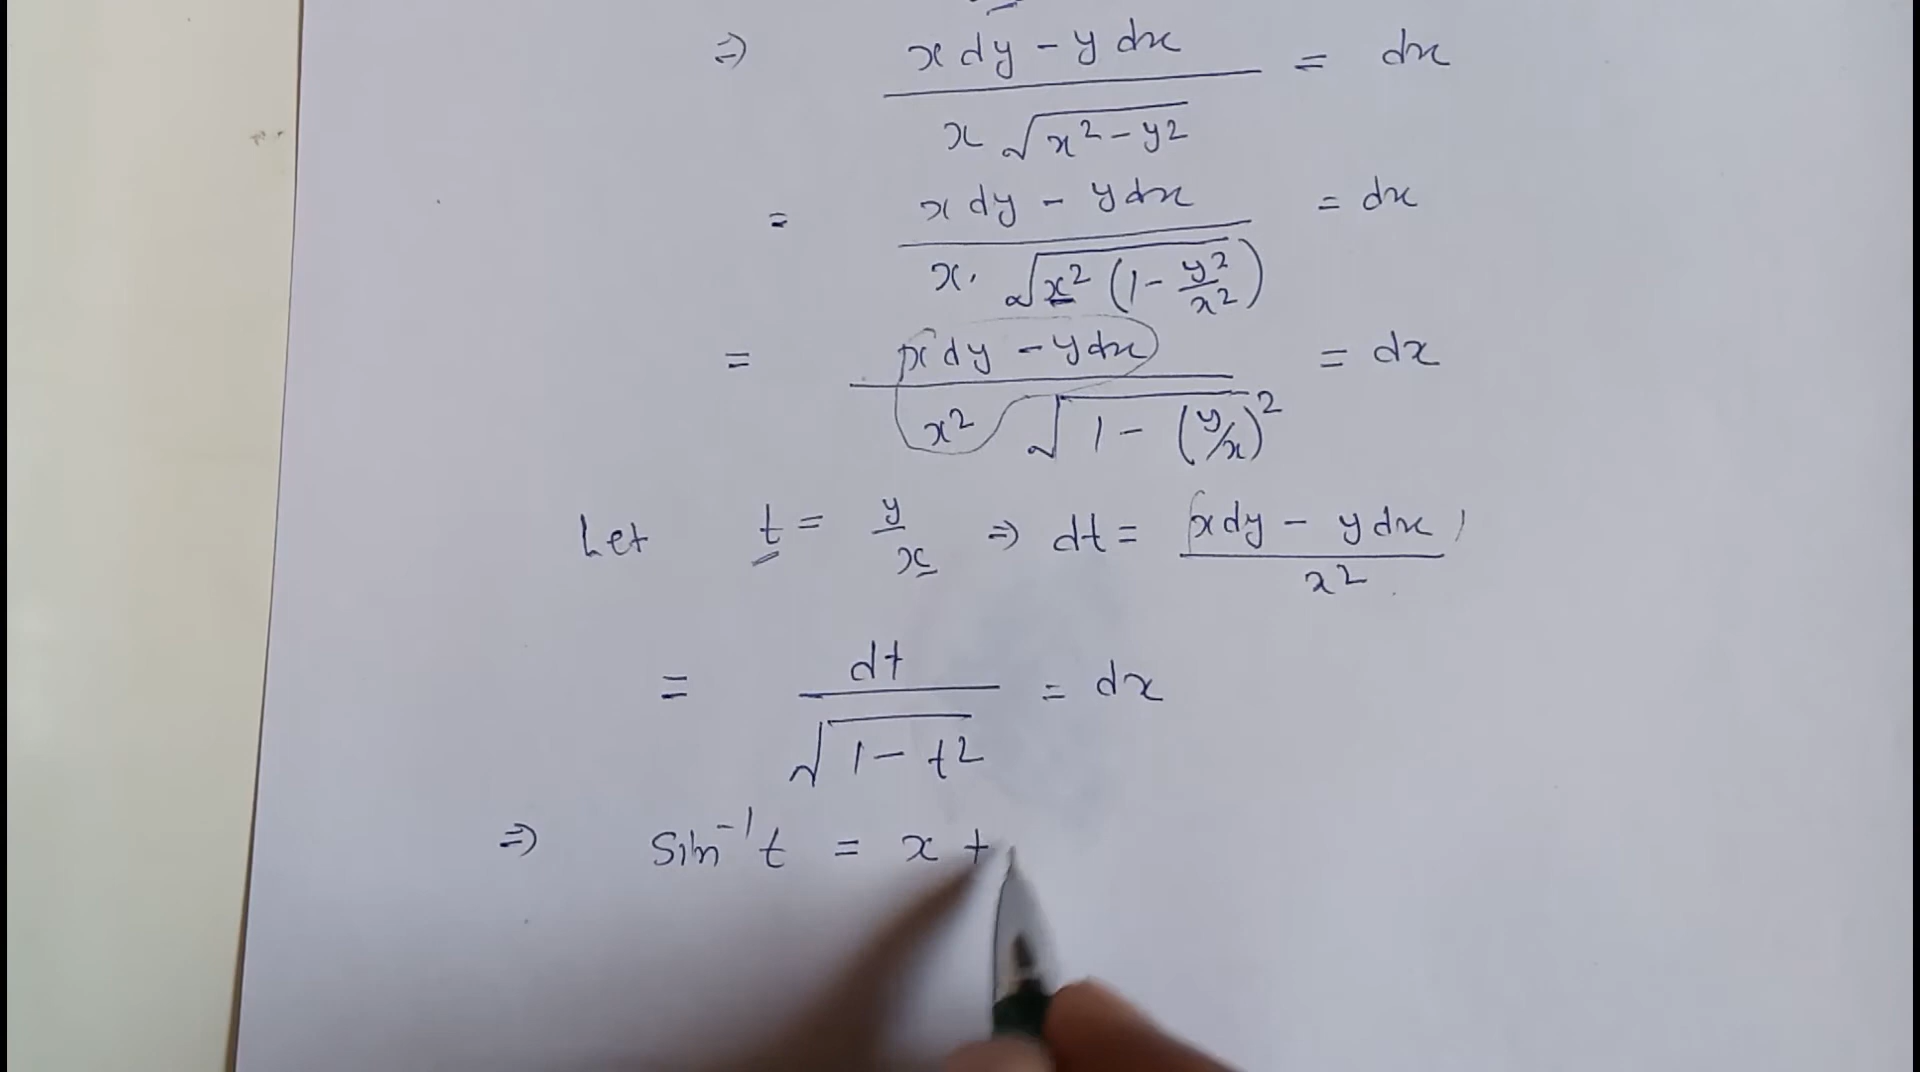 ⇒ x dy - y dx / x √(x² - y²) = dx
= x dy - y dx / x. √(x² (1 - y²/x²)) = dx
= x dy - y dx / x² √(1 - (y/x)²) = dx
Let t = y/x ⇒ dt = x dy - y dx / x²
= dt / √(1 - t²) = dx
⇒ Sin⁻¹ t = x +